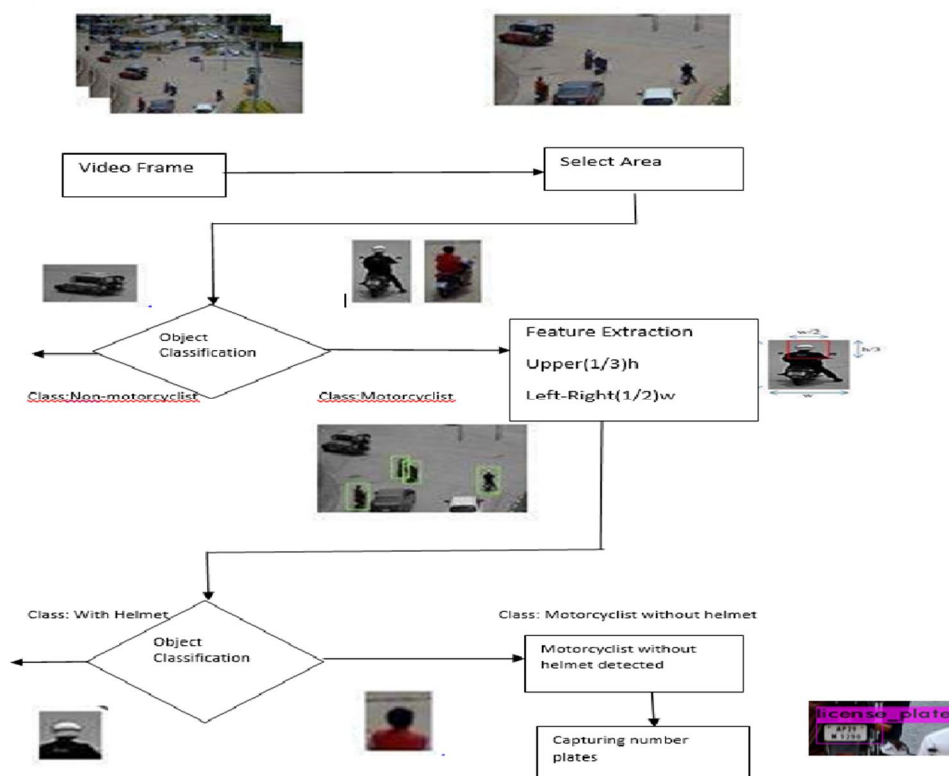 Video Frame
Select Area
Object
Classification
Class:Non-motorcyclist
Class:Motorcyclist
Feature Extraction
Upper(1/3)h
Left-Right(1/2)w
w/2
h/3
w
Class: With Helmet
Object
Classification
Class: Motorcyclist without helmet
Motorcyclist without
helmet detected
Capturing number
plates
license_plate